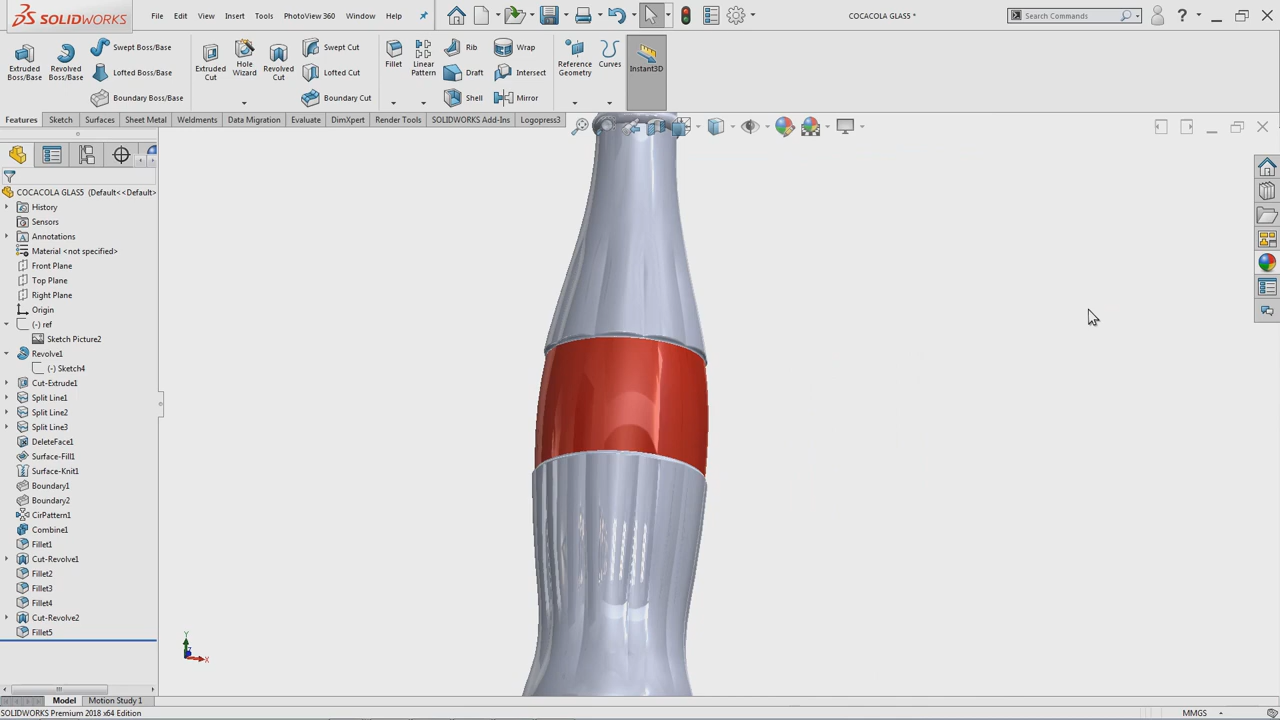 SOLIDWORKS File Edit View Insert Tools PhotoView 360 Window Help COCACOLA GLAS5 * Search Commands ?
Extruded Boss/Base
Revolved Boss/Base
Swept Boss/Base
Lofted Boss/Base
Boundary Boss/Base
Extruded Cut
Hole Wizard
Revolved Cut
Swept Cut
Lofted Cut
Boundary Cut
Fillet
Linear Pattern
Rib
Draft
Shell
Wrap
Intersect
Mirror
Reference Geometry
Curves
Instant3D
Features Sketch Surfaces Sheet Metal Weldments Data Migration Evaluate DimXpert Render Tools SOLIDWORKS Add-Ins Logopress3
COCACOLA GLAS5 (Default<<Default>
History
Sensors
Annotations
Material <not specified>
Front Plane
Top Plane
Right Plane
Origin
(-) ref
Sketch Picture2
Revolve1
(-) Sketch4
Cut-Extrude1
Split Line1
Split Line2
Split Line3
DeleteFace1
Surface-Fill1
Surface-Knit1
Boundary1
Boundary2
CirPattern1
Combine1
Fillet1
Cut-Revolve1
Fillet2
Fillet3
Fillet4
Cut-Revolve2
Fillet5
Y
Z
X
Model Motion Study 1
SOLIDWORKS Premium 2018 x64 Edition MMGS